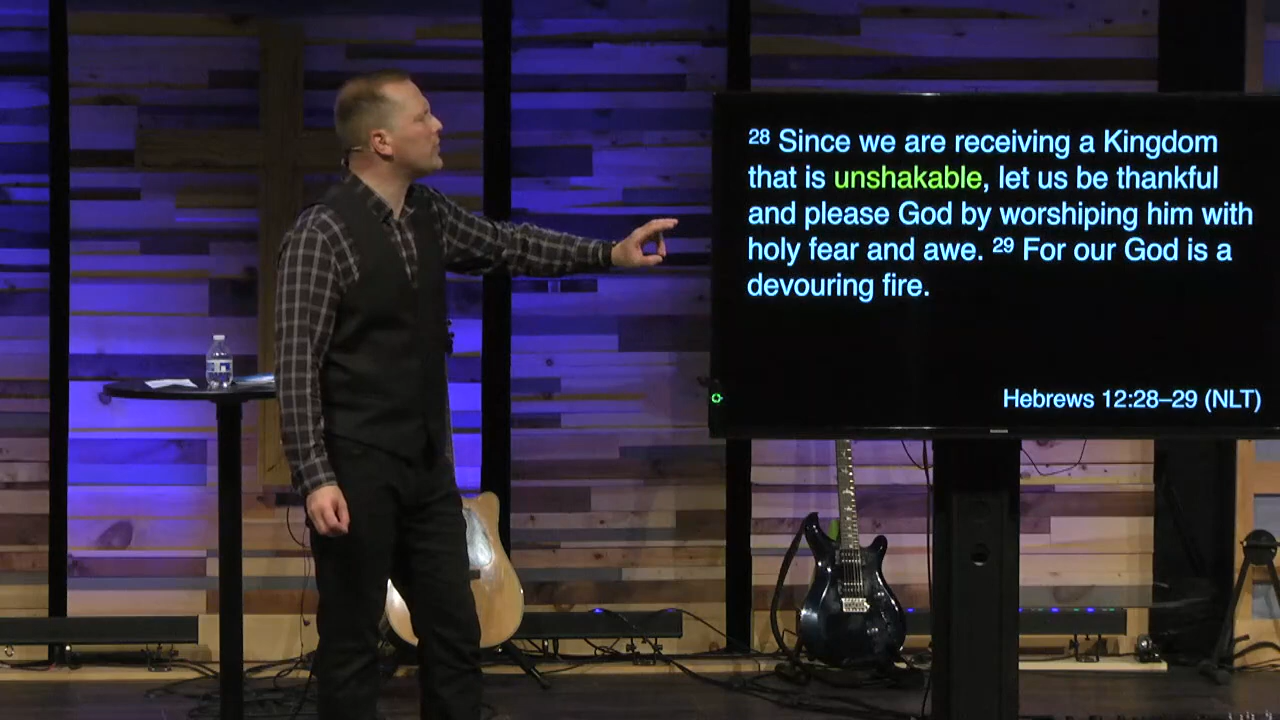 28 Since we are receiving a Kingdom
that is unshakable, let us be thankful
and please God by worshiping him with
holy fear and awe. 29 For our God is a
devouring fire.
Hebrews 12:28–29 (NLT)